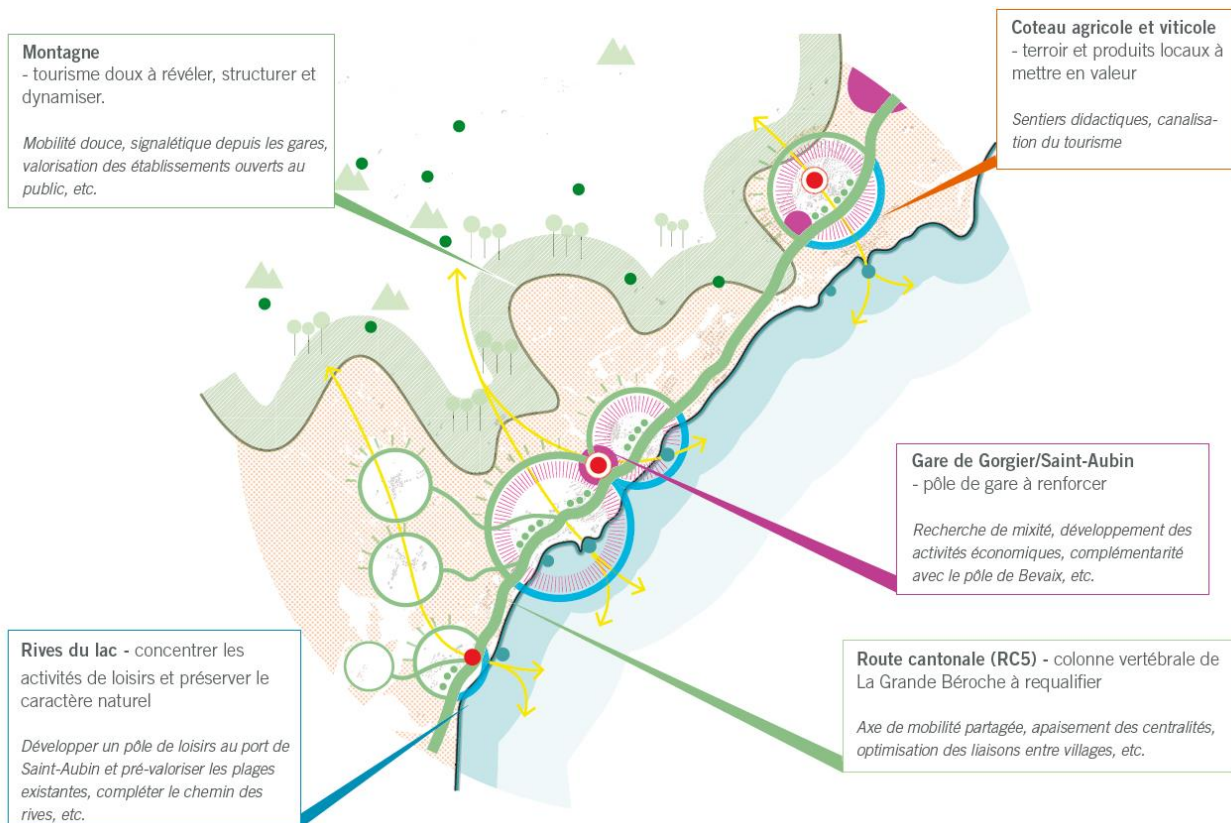 Montagne
- tourisme doux à révéler, structurer et
dynamiser.
Mobilité douce, signalétique depuis les gares,
valorisation des établissements ouverts au
public, etc.
Coteau agricole et viticole
- terroir et produits locaux à
mettre en valeur
Sentiers didactiques, canalisa-
tion du tourisme
Gare de Gorgier/Saint-Aubin
- pôle de gare à renforcer
Recherche de mixité, développement des
activités économiques, complémentarité
avec le pôle de Bevaix, etc.
Rives du lac - concentrer les
activités de loisirs et préserver le
caractère naturel
Développer un pôle de loisirs au port de
Saint-Aubin et pré-valoriser les plages
existantes, compléter le chemin des
rives, etc.
Route cantonale (RC5) - colonne vertébrale de
La Grande Béroche à requalifier
Axe de mobilité partagée, apaisement des centralités,
optimisation des liaisons entre villages, etc.